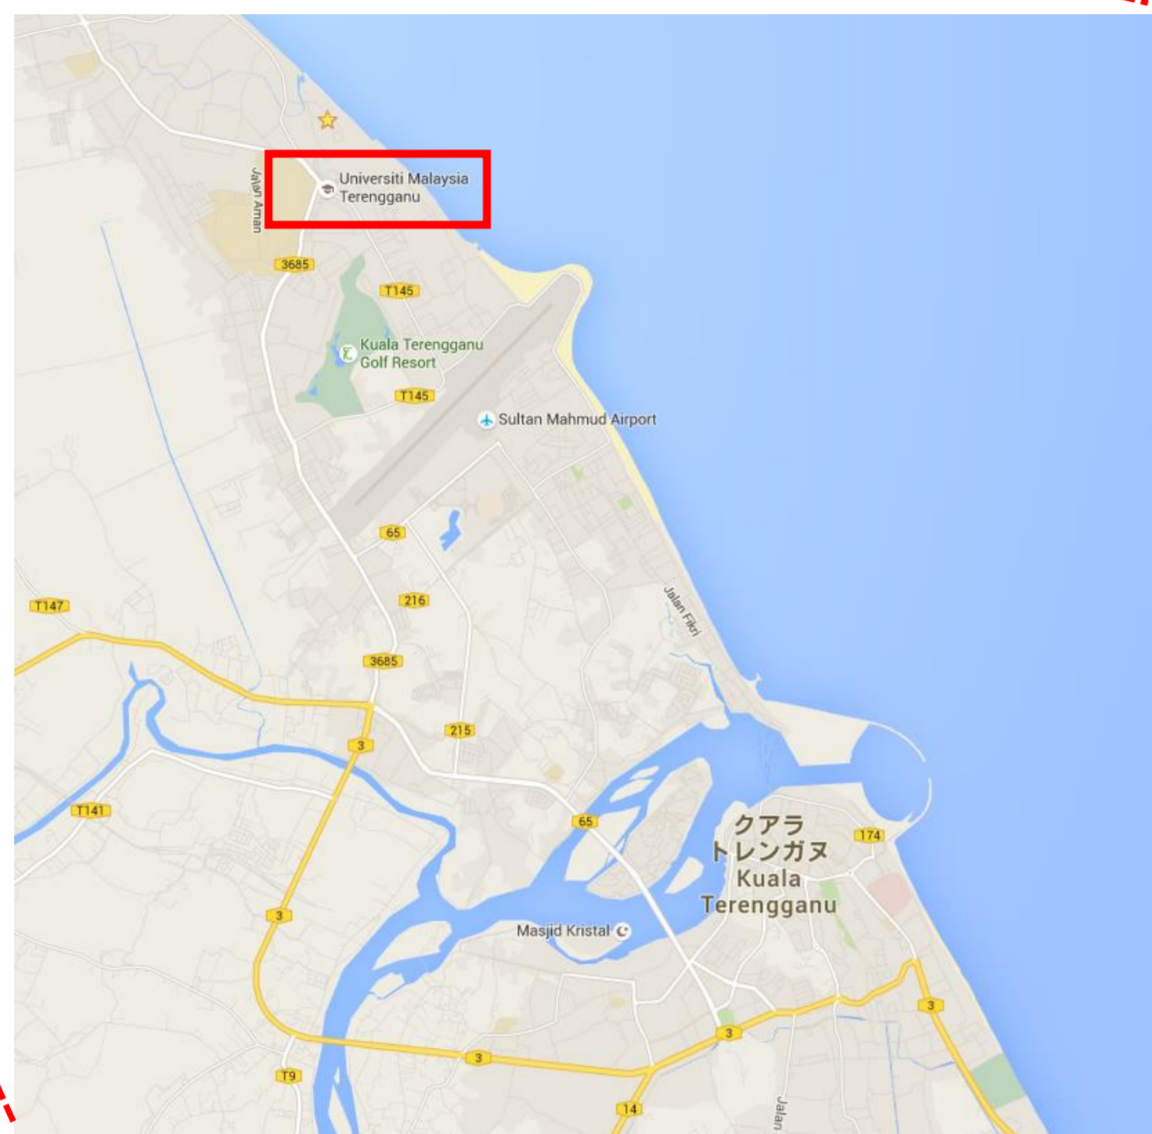 Universiti Malaysia
Terengganu
Jalan Aman
3685
T145
Kuala Terengganu
Golf Resort
T145
Sultan Mahmud Airport
65
216
T147
Jalan Fikri
3685
215
3
T141
65
クアラ
トレンガヌ
Kuala
Terengganu
174
3
Masjid Kristal
3
3
3
T9
14
Jalan